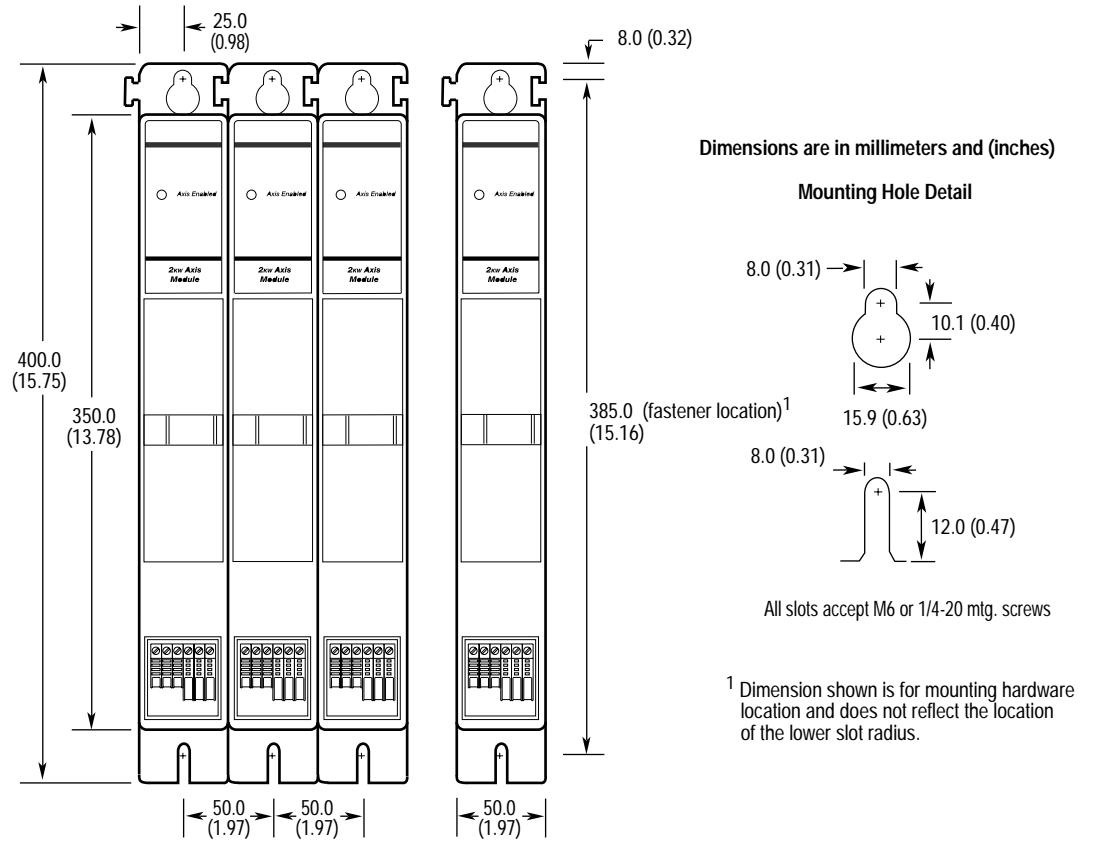 25.0
(0.98)
8.0 (0.32)
Dimensions are in millimeters and (inches)
Mounting Hole Detail
Axis Enabled
Axis Enabled
Axis Enabled
Axis Enabled
2KW Axis
Module
2KW Axis
Module
2KW Axis
Module
2KW Axis
Module
8.0 (0.31)
10.1 (0.40)
15.9 (0.63)
400.0
(15.75)
350.0
(13.78)
385.0 (fastener location)1
(15.16)
8.0 (0.31)
12.0 (0.47)
All slots accept M6 or 1/4-20 mtg. screws
1 Dimension shown is for mounting hardware
location and does not reflect the location
of the lower slot radius.
50.0
(1.97)
50.0
(1.97)
50.0
(1.97)